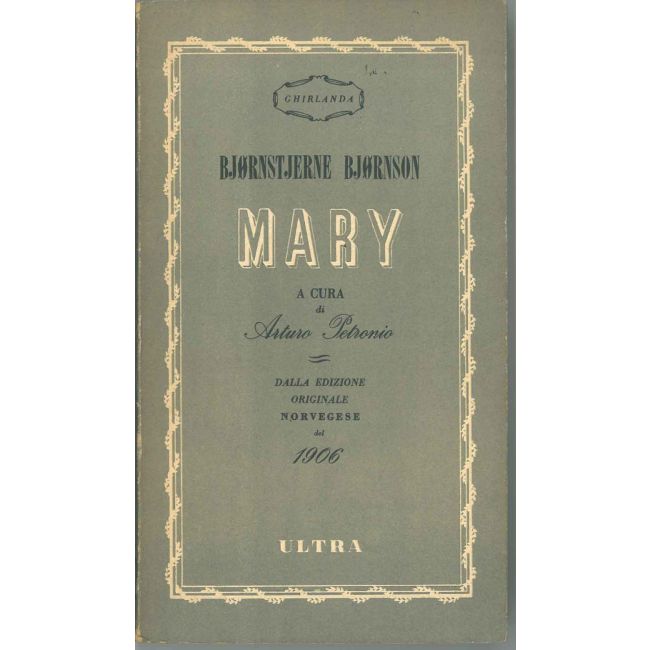 GHIRLANDA
BJØRNSTJERNE BJØRNSON
MARY
A CURA
di
Arturo Petronio
DALLA EDIZIONE
ORIGINALE
NORVEGESE
del
1906
ULTRA